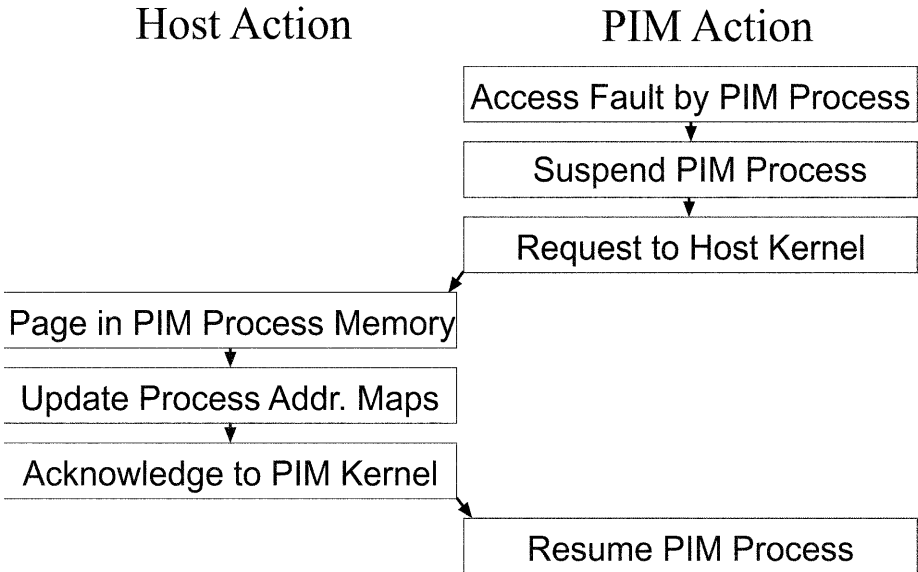 Host Action
PIM Action
Access Fault by PIM Process
Suspend PIM Process
Request to Host Kernel
Page in PIM Process Memory
Update Process Addr. Maps
Acknowledge to PIM Kernel
Resume PIM Process